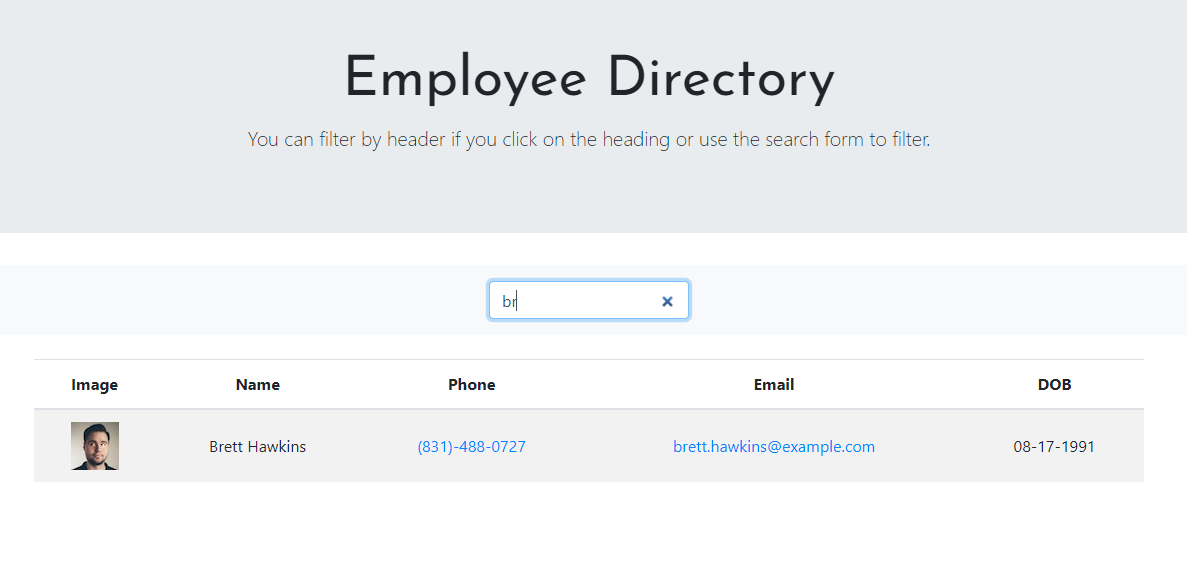 Employee Directory
You can filter by header if you click on the heading or use the search form to filter.
br
Image Name Phone Email DOB
Brett Hawkins (831)-488-0727 brett.hawkins@example.com 08-17-1991